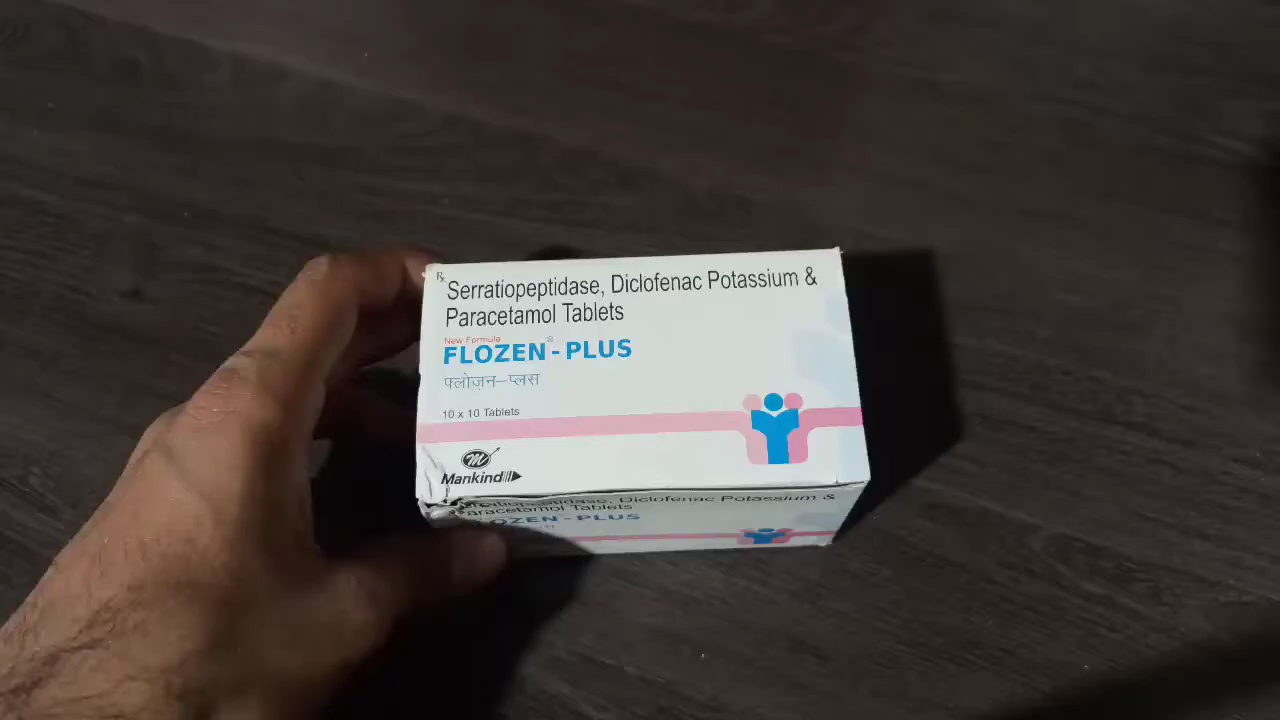 Rx
Serratiopeptidase, Diclofenac Potassium &
Paracetamol Tablets
New Formula
FLOZEN®-PLUS
फ्लोज़न–प्लस
10 x 10 Tablets
Mankind
Diclofenac Potassium &
Paracetamol Tablets
PLUS